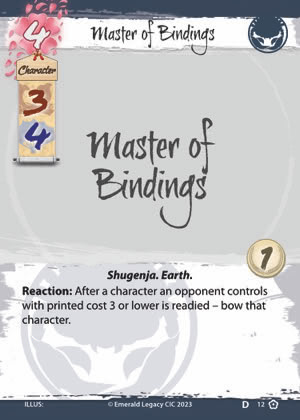 4
Master of Bindings
Character
3
4
Master of
Bindings
1
Shugenja. Earth.
Reaction: After a character an opponent controls
with printed cost 3 or lower is readied – bow that
character.
ILLUS:
© Emerald Legacy CIC 2023
D 12